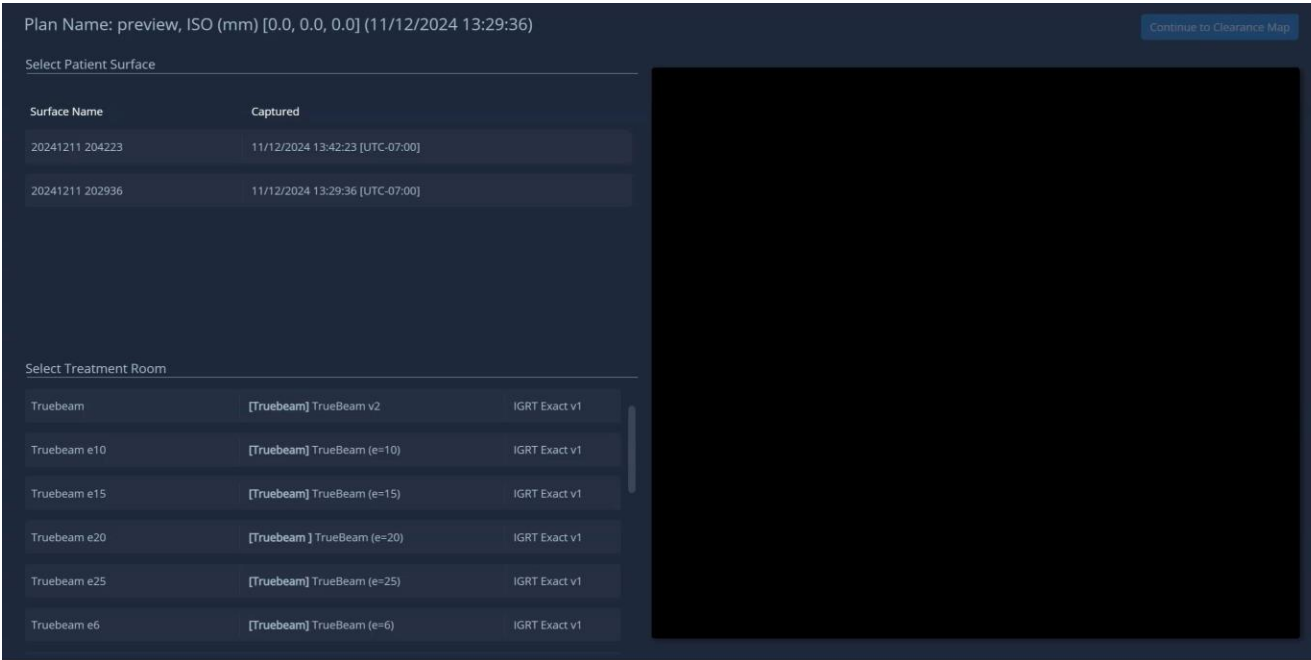 Plan Name: preview, ISO (mm) [0.0, 0.0, 0.0] (11/12/2024 13:29:36)
Continue to Clearance Map
Select Patient Surface
Surface Name Captured
20241211 204223 11/12/2024 13:42:23 [UTC-07:00]
20241211 202936 11/12/2024 13:29:36 [UTC-07:00]
Select Treatment Room
Truebeam [Truebeam] TrueBeam v2 IGRT Exact v1
Truebeam e10 [Truebeam] TrueBeam (e=10) IGRT Exact v1
Truebeam e15 [Truebeam] TrueBeam (e=15) IGRT Exact v1
Truebeam e20 [Truebeam ] TrueBeam (e=20) IGRT Exact v1
Truebeam e25 [Truebeam] TrueBeam (e=25) IGRT Exact v1
Truebeam e6 [Truebeam] TrueBeam (e=6) IGRT Exact v1